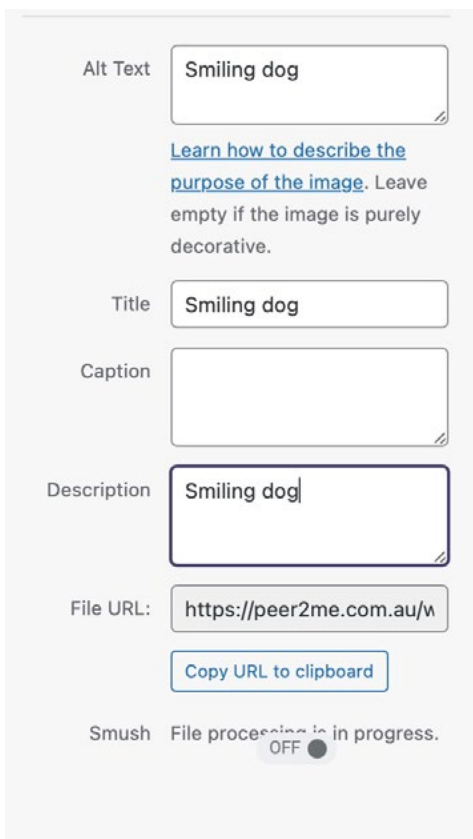 Alt Text Smiling dog
Learn how to describe the
purpose of the image. Leave
empty if the image is purely
decorative.
Title Smiling dog
Caption
Description Smiling dog
File URL: https://peer2me.com.au/w
Copy URL to clipboard
Smush File processing is in progress.
OFF